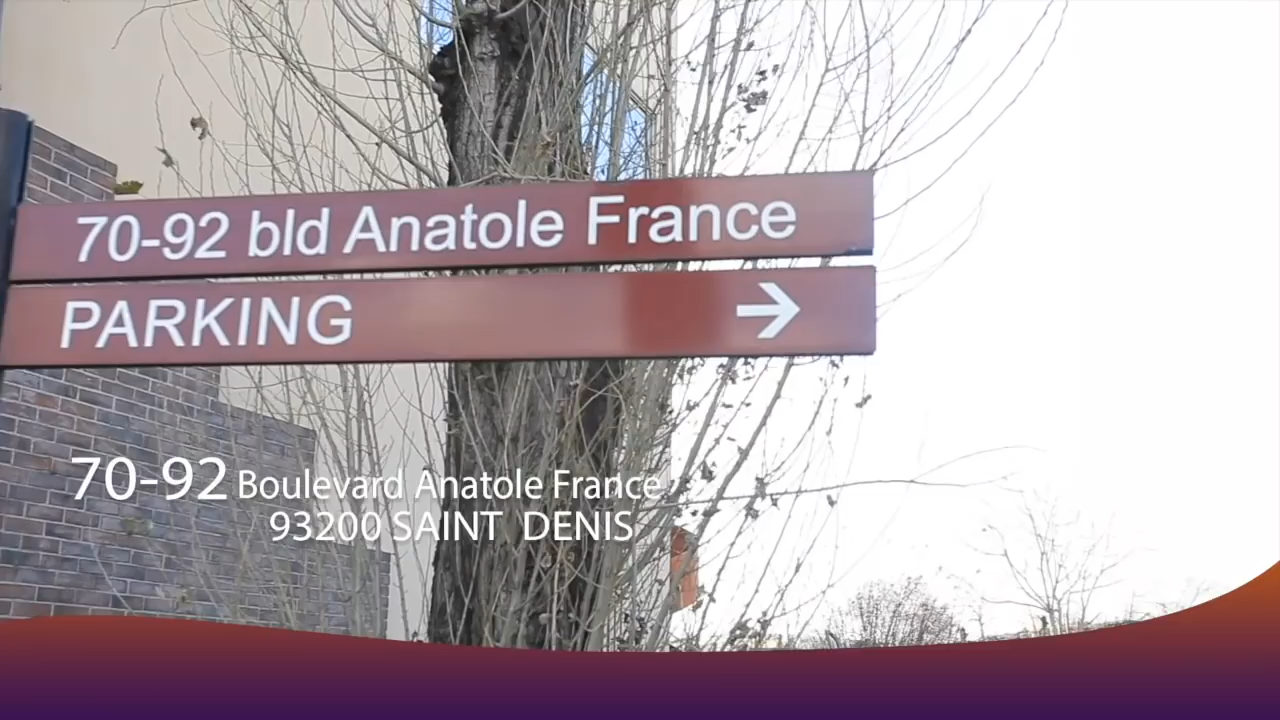 70-92 bld Anatole France
PARKING →
70-92 Boulevard Anatole France
93200 SAINT DENIS